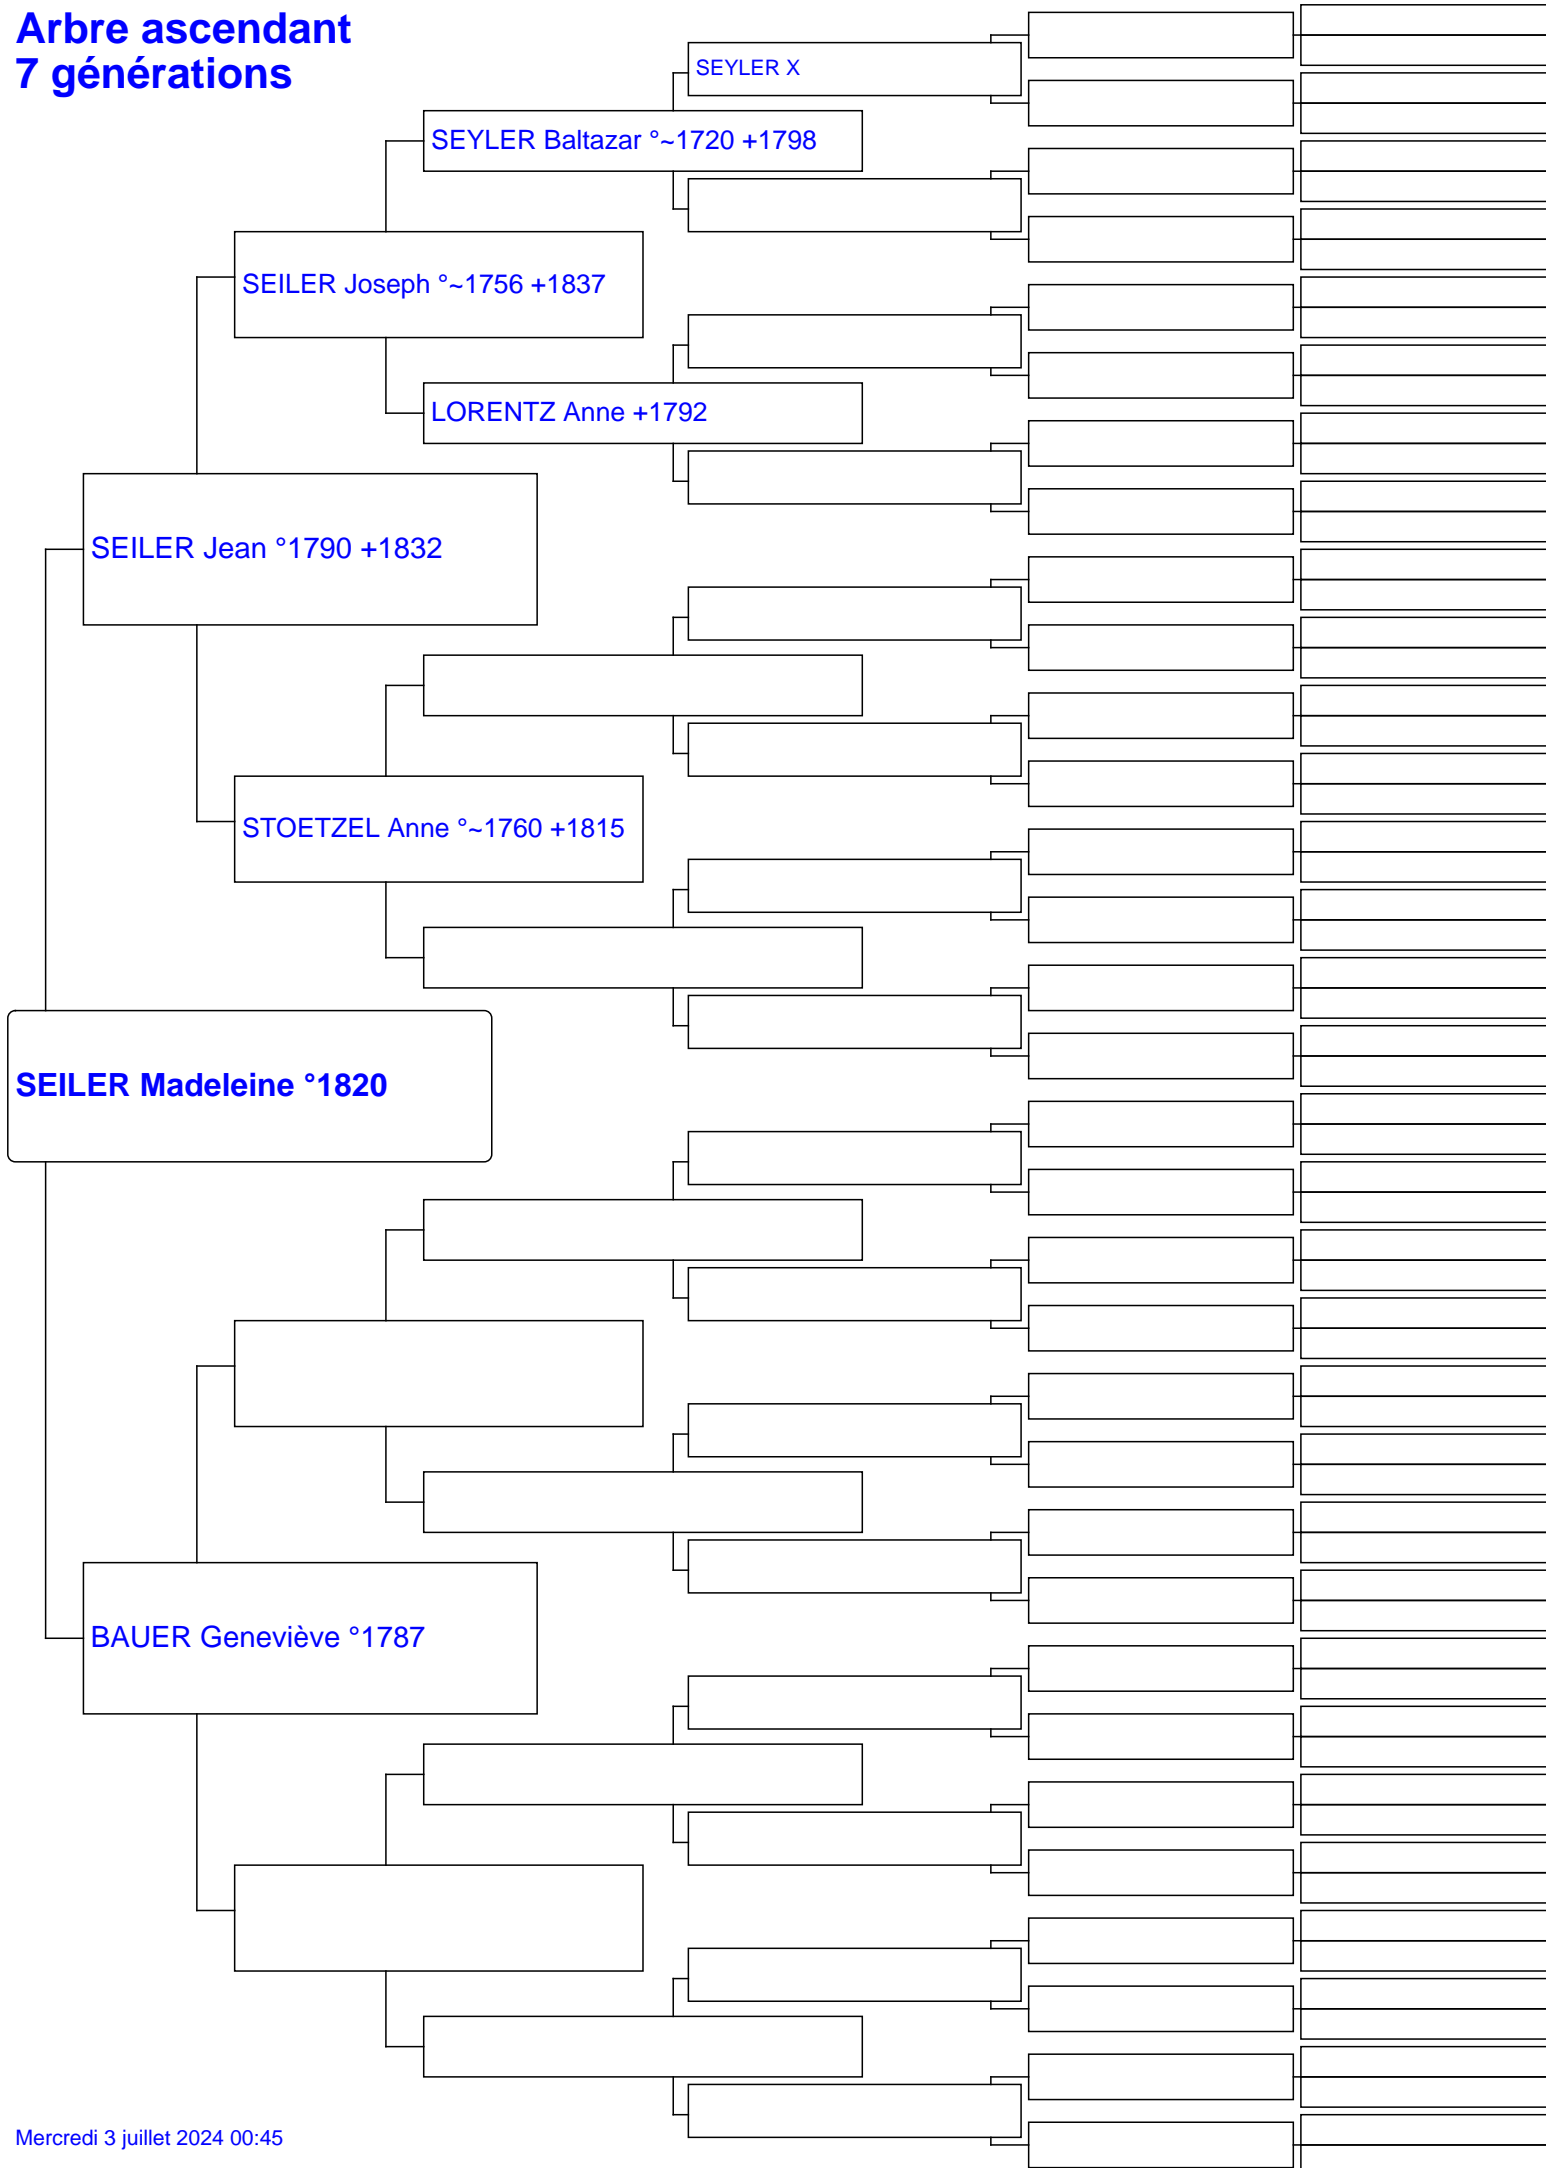 Arbre ascendant
7 générations
SEYLER X
SEYLER Baltazar °~1720 +1798
SEILER Joseph °~1756 +1837
LORENTZ Anne +1792
SEILER Jean °1790 +1832
STOETZEL Anne °~1760 +1815
SEILER Madeleine °1820
BAUER Geneviève °1787
Mercredi 3 juillet 2024 00:45